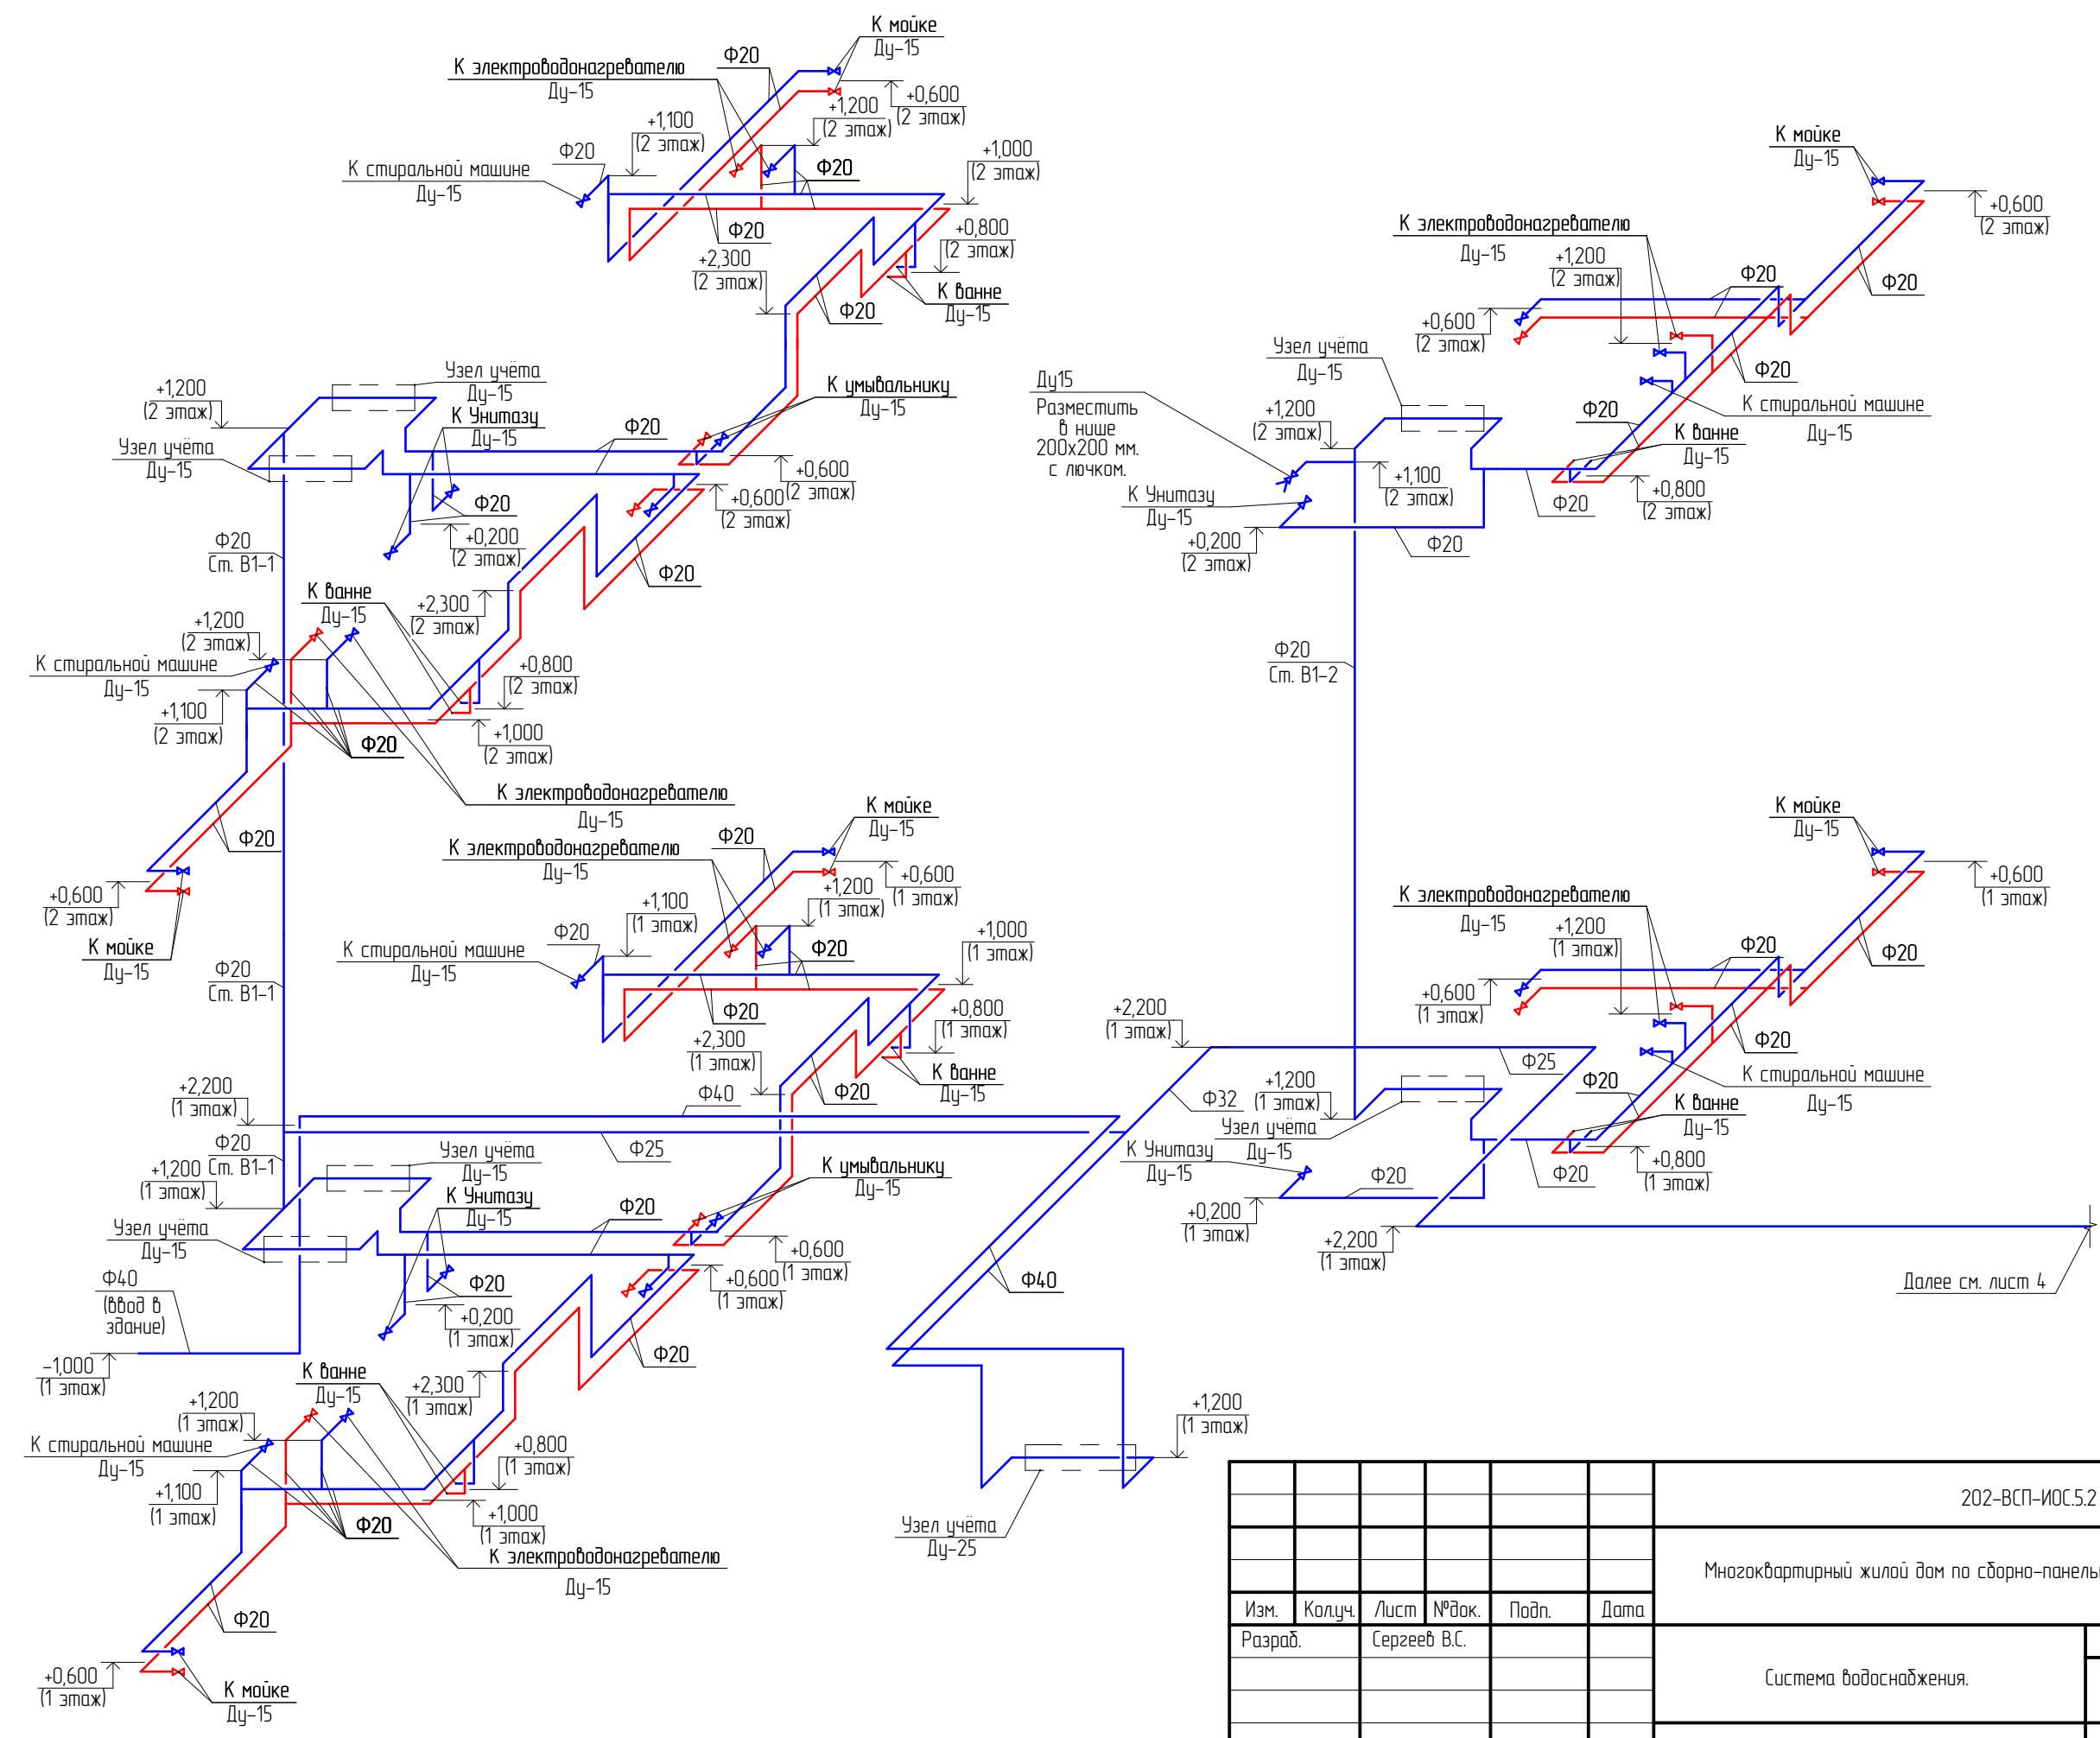 К мойке
Ду-15
Ф20
К электроводонагревателю
Ду-15
+0,600
(2 этаж)
+1,200
(2 этаж)
+1,100
(2 этаж)
Ф20
К стиральной машине
Ду-15
Ф20
+1,000
(2 этаж)
Ф20
+0,800
(2 этаж)
+2,300
(2 этаж)
К ванне
Ду-15
Ф20
Узел учёта
Ду-15
+1,200
(2 этаж)
К Унитазу
Ду-15
К умывальнику
Ду-15
Узел учёта
Ду-15
Ф20
+0,600
(2 этаж)
+0,600
(2 этаж)
Ф20
+0,200
(2 этаж)
Ф20
Ст. В1-1
Ф20
К ванне
Ду-15
+2,300
(2 этаж)
+1,200
(2 этаж)
К стиральной машине
Ду-15
+0,800
(2 этаж)
+1,100
(2 этаж)
+1,000
(2 этаж)
Ф20
К электроводонагревателю
Ду-15
Ф20
+0,600
(2 этаж)
К мойке
Ду-15
Ф20
Ст. В1-1
К мойке
Ду-15
Ф20
К электроводонагревателю
Ду-15
+0,600
(1 этаж)
+1,200
(1 этаж)
+1,100
(1 этаж)
Ф20
К стиральной машине
Ду-15
Ф20
+1,000
(1 этаж)
Ф20
+0,800
(1 этаж)
+2,300
(1 этаж)
К ванне
Ду-15
Ф20
+2,200
(1 этаж)
Ф40
Ф20
Ст. В1-1
Ф25
+1,200
(1 этаж)
Узел учёта
Ду-15
К Унитазу
Ду-15
К умывальнику
Ду-15
Узел учёта
Ду-15
Ф20
+0,600
(1 этаж)
+0,600
(1 этаж)
Ф20
+0,200
(1 этаж)
Ф40
(ввод в
здание)
-1,000
(1 этаж)
Ф20
К ванне
Ду-15
+2,300
(1 этаж)
+1,200
(1 этаж)
К стиральной машине
Ду-15
+0,800
(1 этаж)
+1,100
(1 этаж)
+1,000
(1 этаж)
Ф20
К электроводонагревателю
Ду-15
Ф20
+0,600
(1 этаж)
К мойке
Ду-15
Ф40
+1,200
(1 этаж)
Узел учёта
Ду-25
К мойке
Ду-15
+0,600
(2 этаж)
К электроводонагревателю
Ду-15
+1,200
(2 этаж)
Ф20
Ф20
+0,600
(2 этаж)
Узел учёта
Ду-15
Ф20
Ду15
Разместить
в нише
200х200 мм.
с лючком.
К стиральной машине
Ду-15
+1,200
(2 этаж)
Ф20
К ванне
Ду-15
+1,100
(2 этаж)
+0,800
(2 этаж)
К Унитазу
Ду-15
Ф20
+0,200
(2 этаж)
Ф20
Ф20
Ст. В1-2
К мойке
Ду-15
+0,600
(1 этаж)
К электроводонагревателю
Ду-15
+1,200
(1 этаж)
Ф20
Ф20
+0,600
(1 этаж)
+2,200
(1 этаж)
Ф20
Ф25
К стиральной машине
Ду-15
Ф32
+1,200
(1 этаж)
Ф20
К ванне
Ду-15
Узел учёта
Ду-15
+0,800
(1 этаж)
К Унитазу
Ду-15
Ф20
Ф20
+0,200
(1 этаж)
+2,200
(1 этаж)
Далее см. лист 4
202-ВСП-ИОС.5.2
Многоквартирный жилой дом по сборно-панель
Изм. Кол.уч. Лист №док. Подп. Дата
Разраб. Сергеев В.С.
Система водоснабжения.